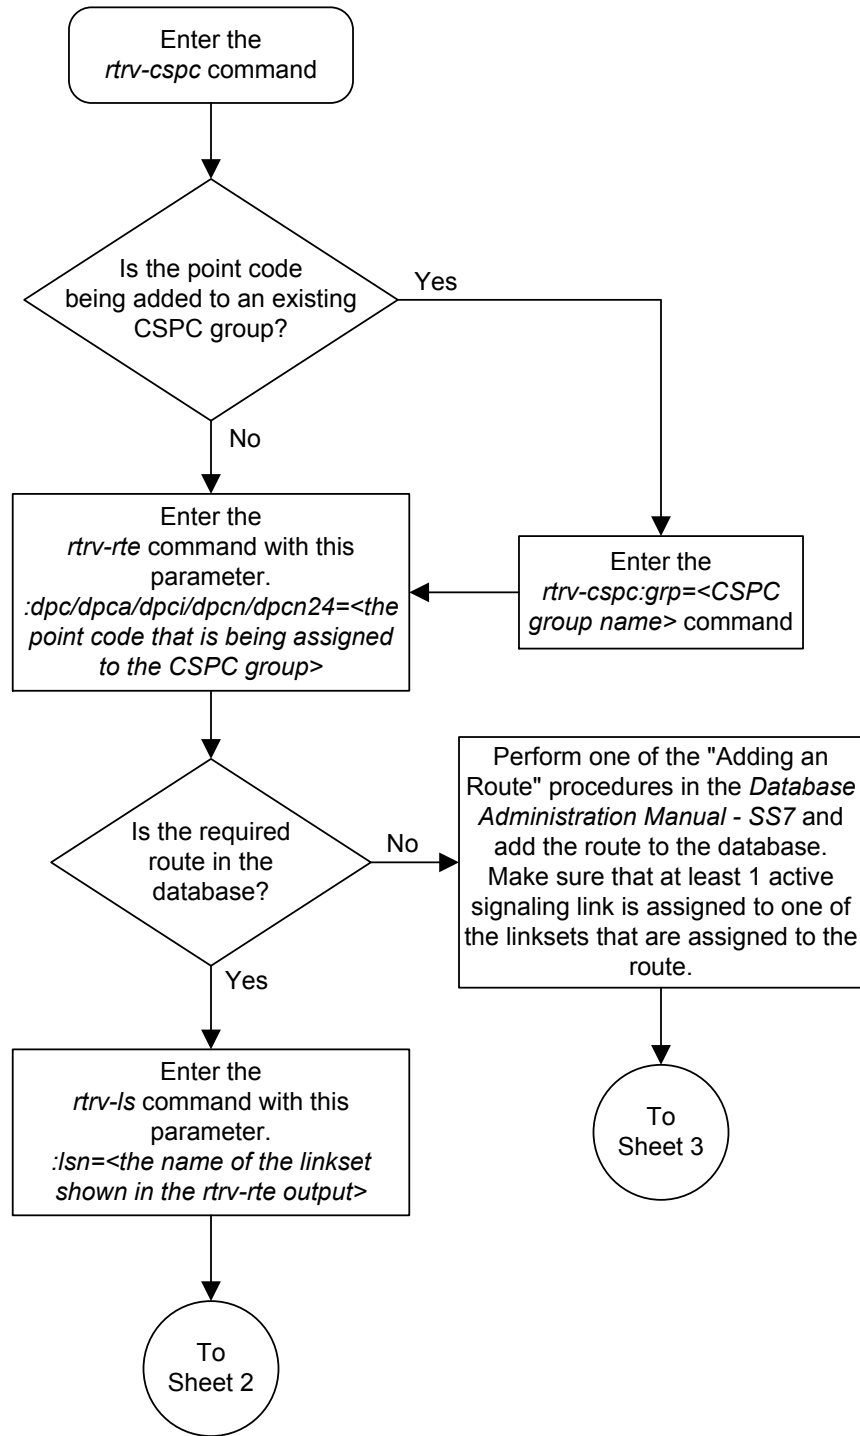 Enter the
rtrv-cspc command
Is the point code
being added to an existing
CSPC group?
Yes
No
Enter the
rtrv-rte command with this
parameter.
:dpc/dpca/dpci/dpcn/dpcn24=<the
point code that is being assigned
to the CSPC group>
Enter the
rtrv-cspc:grp=<CSPC
group name> command
Is the required
route in the
database?
No
Yes
Perform one of the "Adding an
Route" procedures in the Database
Administration Manual - SS7 and
add the route to the database.
Make sure that at least 1 active
signaling link is assigned to one of
the linksets that are assigned to the
route.
Enter the
rtrv-ls command with this
parameter.
:lsn=<the name of the linkset
shown in the rtrv-rte output>
To
Sheet 3
To
Sheet 2